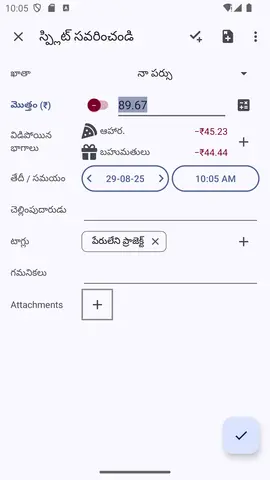 10:05
స్ప్లిట్ సవరించండి
ఖాతా
నా పర్సు
మొత్తం (₹)
89.67
విడిపోయిన భాగాలు
ఆహార.
−₹45.23
బహుమతులు
−₹44.44
తేదీ / సమయం
29-08-25
10:05 AM
చెల్లింపుదారుడు
టాగ్లు
పేరులేని ప్రాజెక్ట్
గమనికలు
Attachments